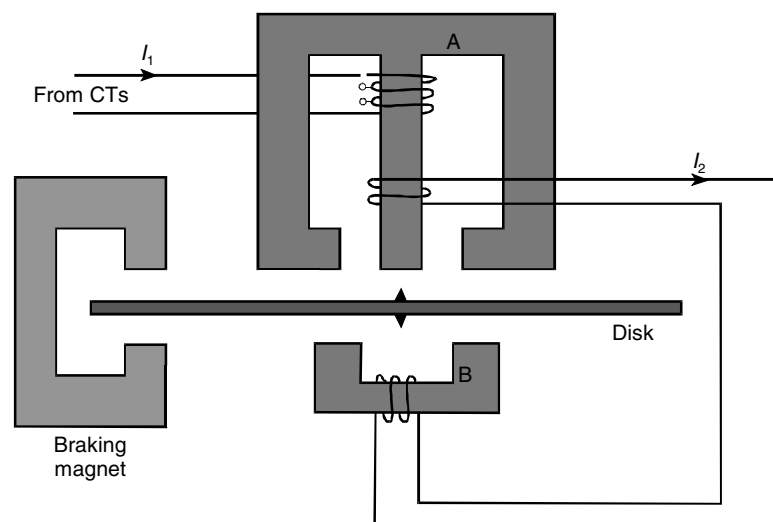 A
I₁
From CTs
I₂
Disk
B
Braking
magnet